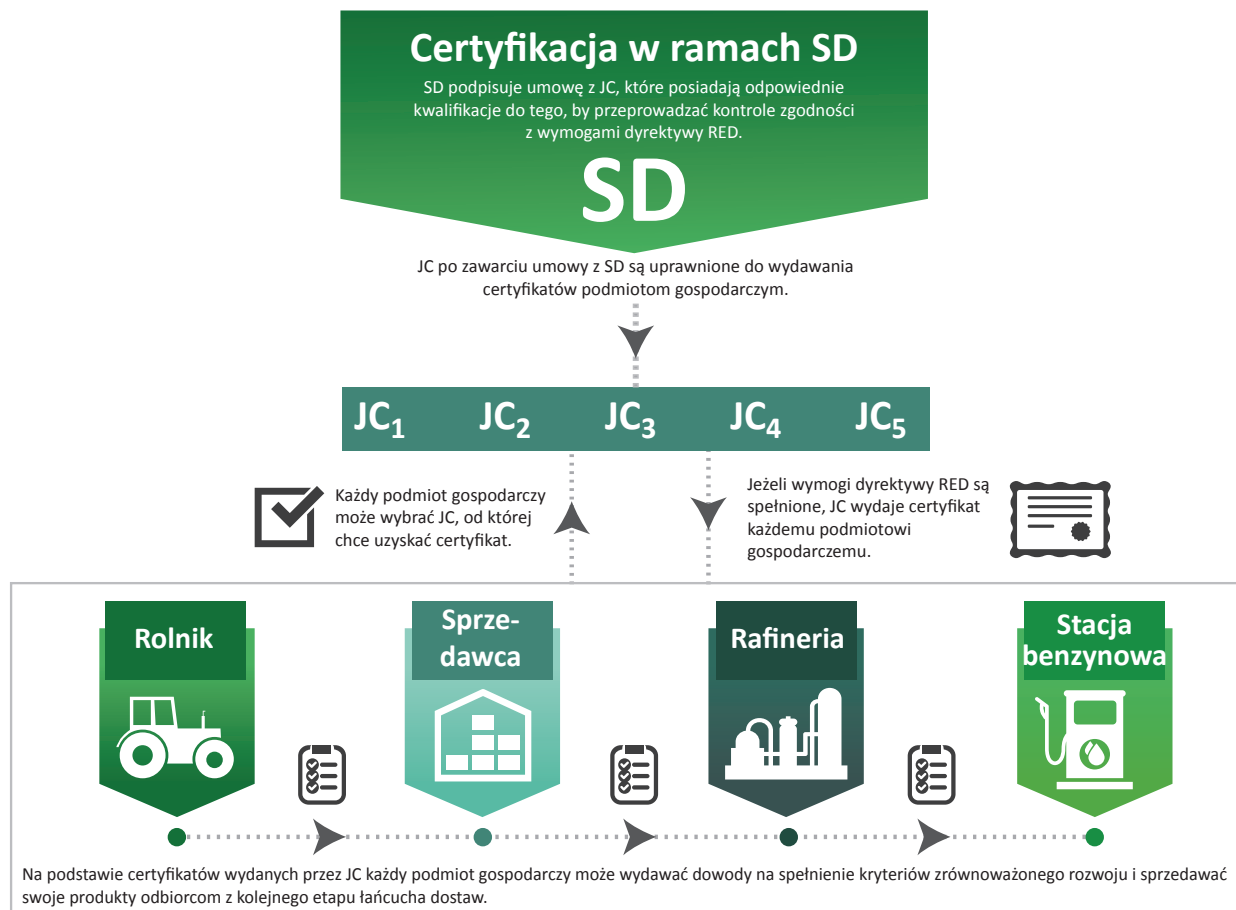 Certyfikacja w ramach SD
SD podpisuje umowę z JC, które posiadają odpowiednie
kwalifikacje do tego, by przeprowadzać kontrole zgodności
z wymogami dyrektywy RED.
SD
JC po zawarciu umowy z SD są uprawnione do wydawania
certyfikatów podmiotom gospodarczym.
JC1 JC2 JC3 JC4 JC5
Każdy podmiot gospodarczy
może wybrać JC, od której
chce uzyskać certyfikat.
Jeżeli wymogi dyrektywy RED są
spełnione, JC wydaje certyfikat
każdemu podmiotowi
gospodarczemu.
Rolnik
Sprze-
dawca
Rafineria
Stacja
benzynowa
Na podstawie certyfikatów wydanych przez JC każdy podmiot gospodarczy może wydawać dowody na spełnienie kryteriów zrównoważonego rozwoju i sprzedawać
swoje produkty odbiorcom z kolejnego etapu łańcucha dostaw.